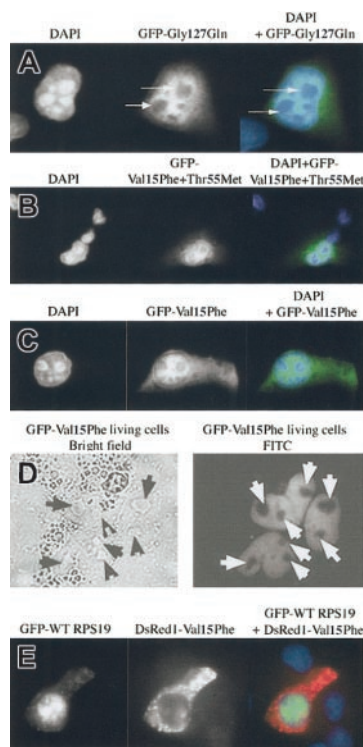 DAPI GFP-Gly127Gln DAPI
+ GFP-Gly127Gln
A
DAPI GFP-
Val15Phe+Thr55Met DAPI+GFP-
Val15Phe+Thr55Met
B
DAPI GFP-Val15Phe DAPI
+ GFP-Val15Phe
C
GFP-Val15Phe living cells
Bright field
GFP-Val15Phe living cells
FITC
D
GFP-WT RPS19 DsRed1-Val15Phe GFP-WT RPS19
+ DsRed1-Val15Phe
E